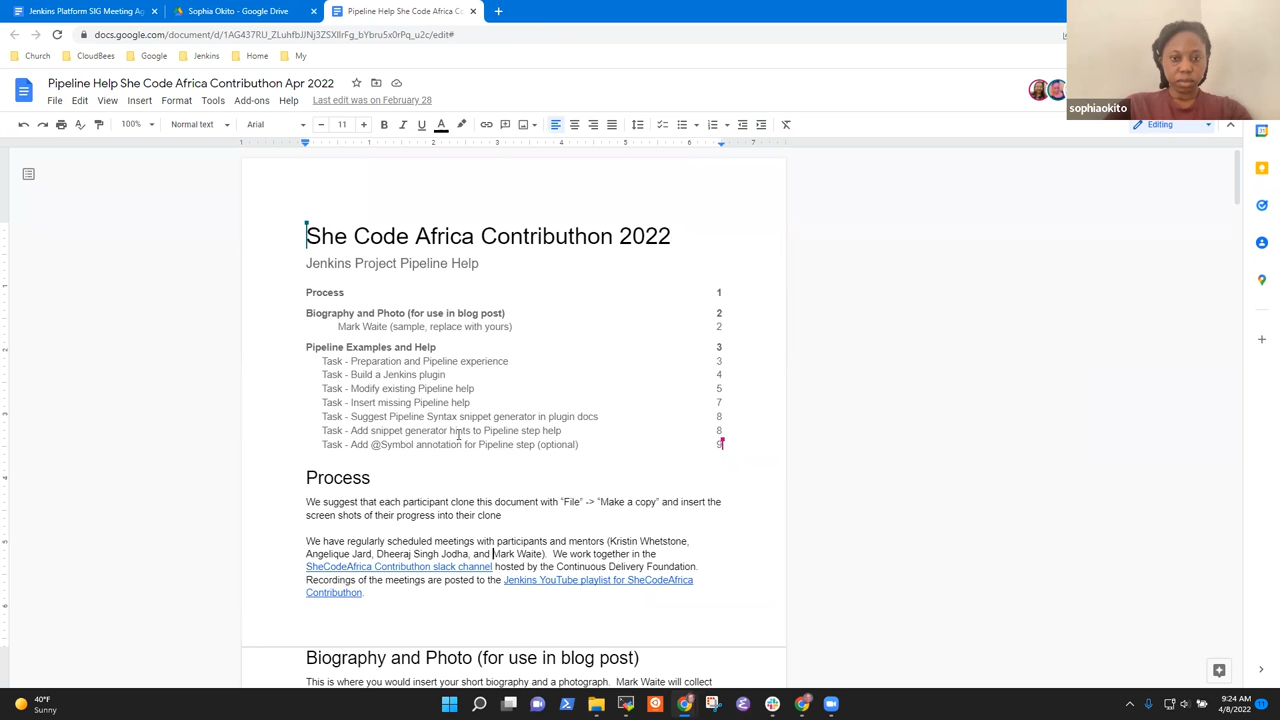 Jenkins Platform SIG Meeting Ag
Sophia Okito - Google Drive
Pipeline Help She Code Africa Co
docs.google.com/document/d/1AG437RU_ZLuhfbJJNj3ZSXIlrFg_bYbru5x0rPq_u2c/edit#
Church
CloudBees
Google
Jenkins
Home
My
Pipeline Help She Code Africa Contributhon Apr 2022
File Edit View Insert Format Tools Add-ons Help Last edit was on February 28
sophiaokito
100% Normal text Arial 11 Editing
She Code Africa Contributhon 2022
Jenkins Project Pipeline Help
Process 1
Biography and Photo (for use in blog post) 2
Mark Waite (sample, replace with yours) 2
Pipeline Examples and Help 3
Task - Preparation and Pipeline experience 3
Task - Build a Jenkins plugin 4
Task - Modify existing Pipeline help 5
Task - Insert missing Pipeline help 7
Task - Suggest Pipeline Syntax snippet generator in plugin docs 8
Task - Add snippet generator hints to Pipeline step help 8
Task - Add @Symbol annotation for Pipeline step (optional) 9
Process
We suggest that each participant clone this document with “File” -> “Make a copy” and insert the
screen shots of their progress into their clone
We have regularly scheduled meetings with participants and mentors (Kristin Whetstone,
Angelique Jard, Dheeraj Singh Jodha, and Mark Waite). We work together in the
SheCodeAfrica Contributhon slack channel hosted by the Continuous Delivery Foundation.
Recordings of the meetings are posted to the Jenkins YouTube playlist for SheCodeAfrica
Contributhon.
Biography and Photo (for use in blog post)
This is where you would insert your short biography and a photograph. Mark Waite will collect
40°F
Sunny
9:24 AM
4/8/2022